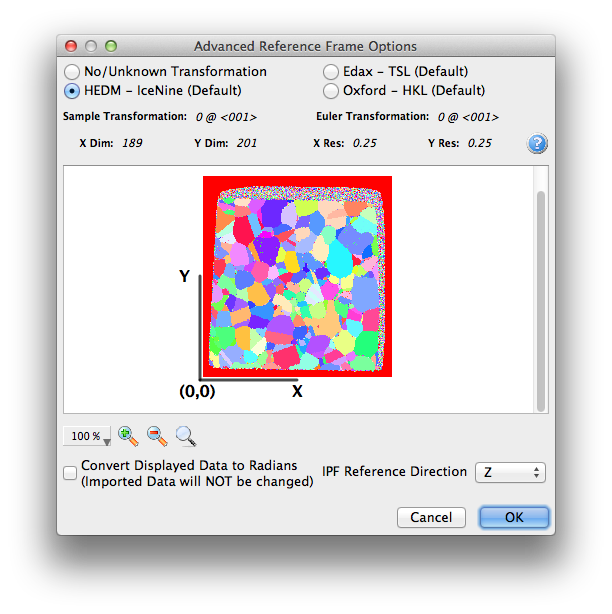 Advanced Reference Frame Options
No/Unknown Transformation Edax – TSL (Default)
HEDM – IceNine (Default) Oxford – HKL (Default)
Sample Transformation: 0 @ <001> Euler Transformation: 0 @ <001>
X Dim: 189 Y Dim: 201 X Res: 0.25 Y Res: 0.25 ?
Y
(0,0) X
100 %
Convert Displayed Data to Radians
(Imported Data will NOT be changed) IPF Reference Direction Z
Cancel OK